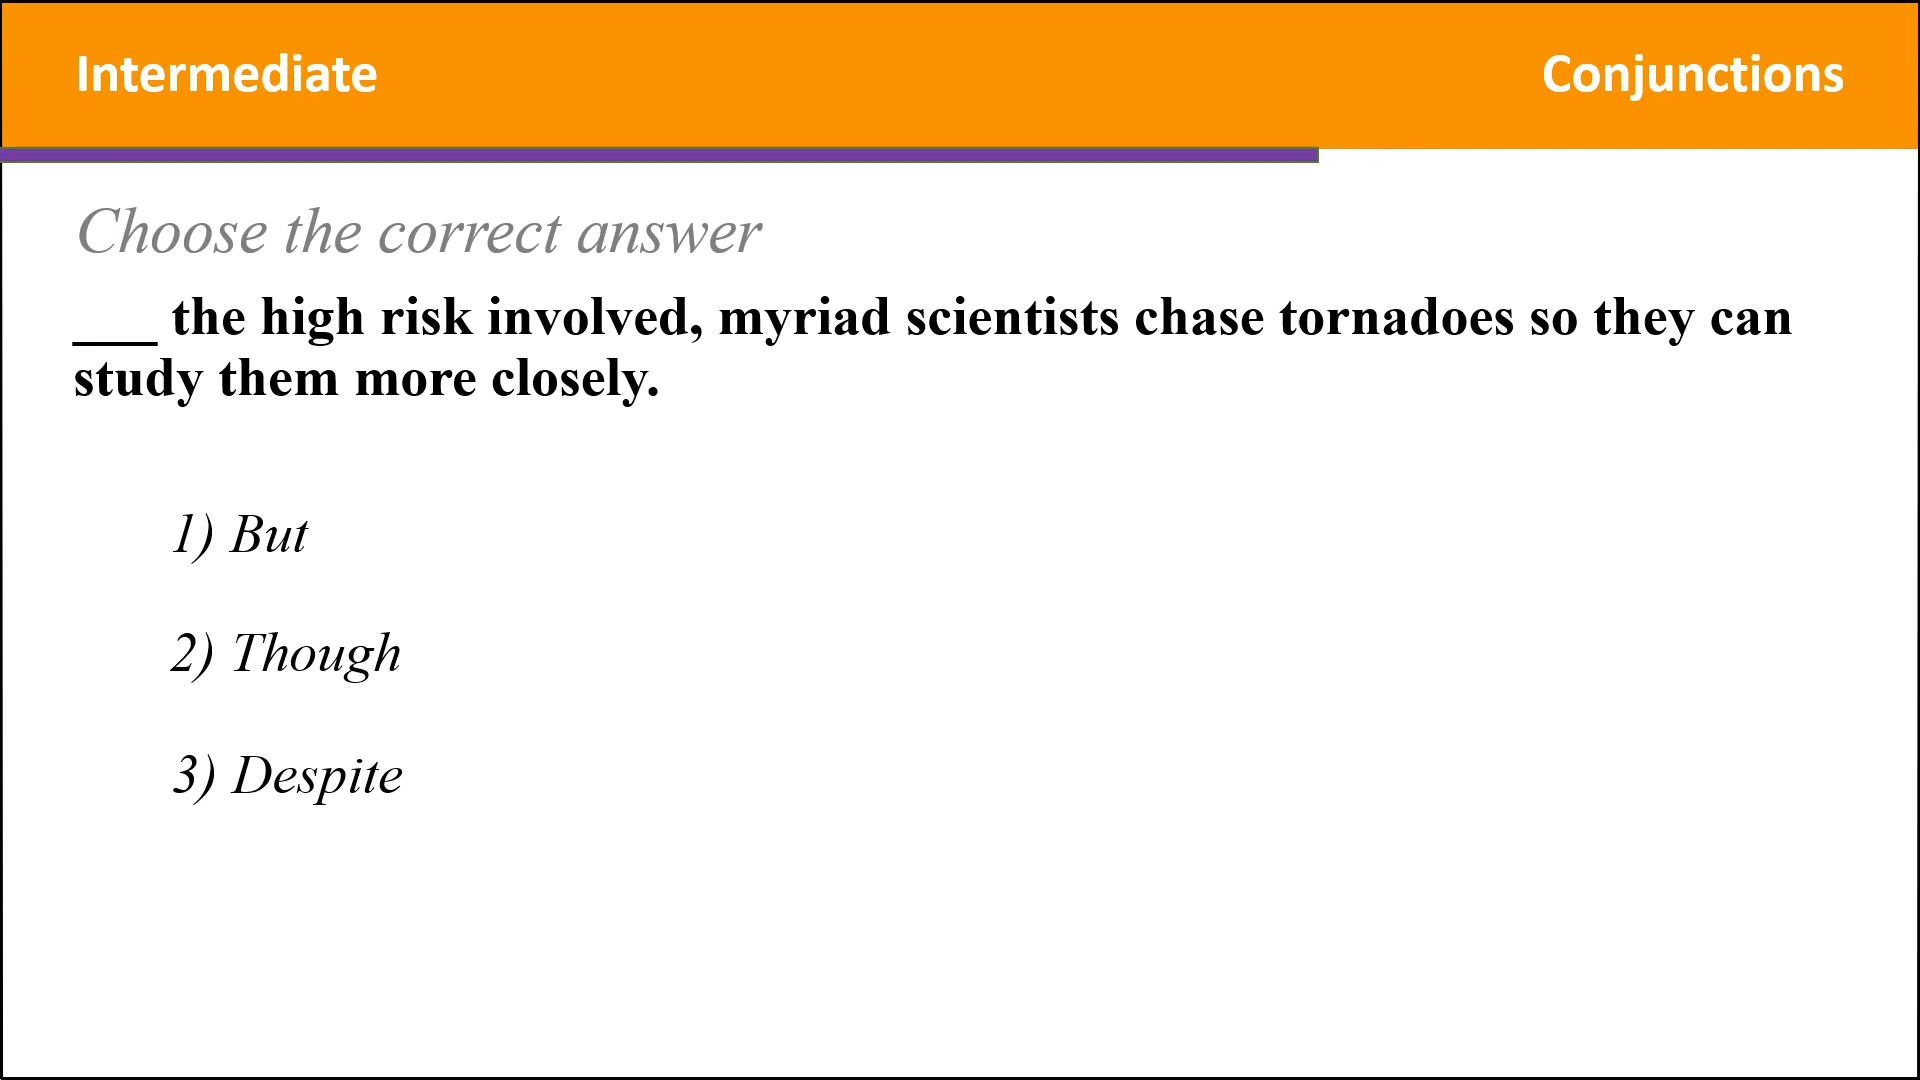 Intermediate
Conjunctions
Choose the correct answer
___ the high risk involved, myriad scientists chase tornadoes so they can
study them more closely.
1) But
2) Though
3) Despite